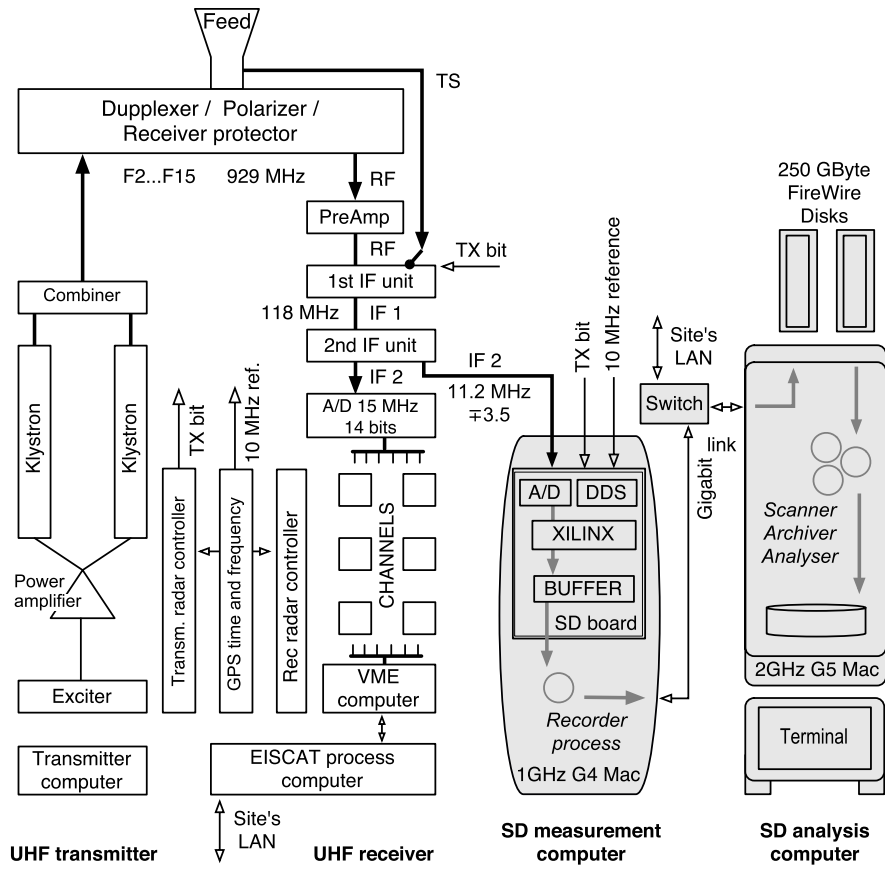 Feed
TS
Dupplexer / Polarizer /
Receiver protector
F2...F15
929 MHz
RF
PreAmp
RF
TX bit
1st IF unit
118 MHz
IF 1
2nd IF unit
IF 2
IF 2
11.2 MHz
∓3.5
A/D 15 MHz
14 bits
CHANNELS
VME
computer
EISCAT process
computer
Site's
LAN
UHF receiver
Combiner
Klystron
Klystron
Power
amplifier
Exciter
Transmitter
computer
UHF transmitter
TX bit
10 MHz ref.
Transm. radar controller
GPS time and frequency
Rec radar controller
TX bit
10 MHz reference
A/D
DDS
XILINX
BUFFER
SD board
Recorder
process
1GHz G4 Mac
SD measurement
computer
Site's
LAN
Switch
Gigabit
link
250 GByte
FireWire
Disks
Scanner
Archiver
Analyser
2GHz G5 Mac
Terminal
SD analysis
computer